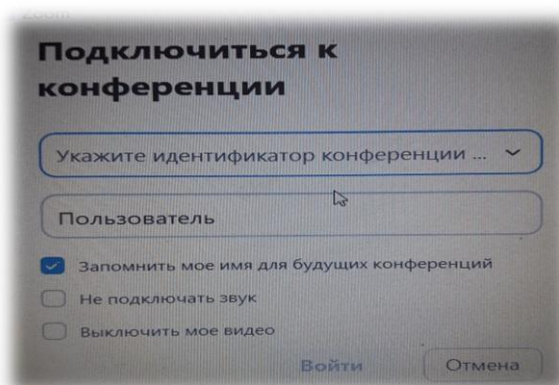 Zoom
Подключиться к
конференции
Укажите идентификатор конференции ...
Пользователь
Запомнить мое имя для будущих конференций
Не подключать звук
Выключить мое видео
Войти Отмена